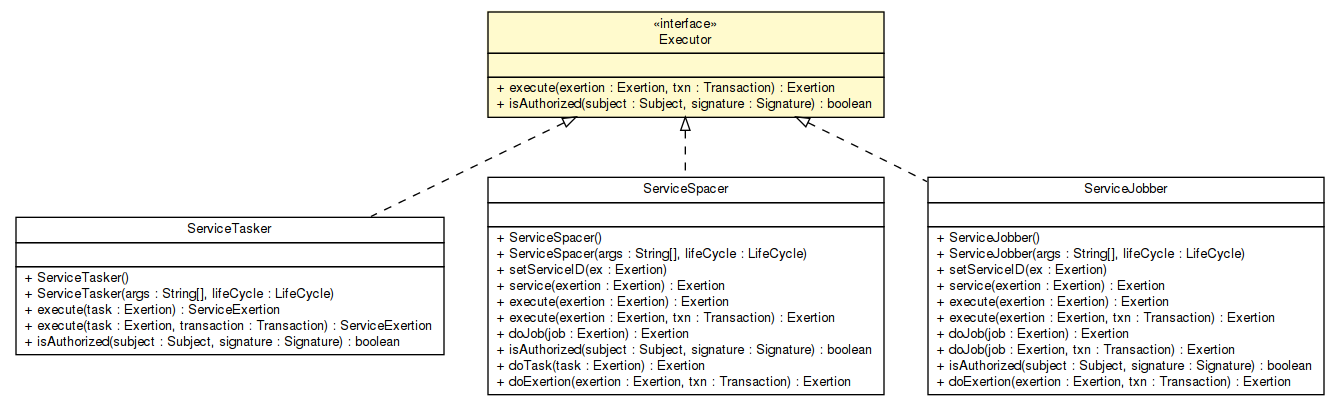 «interface»
Executor
+ execute(exertion : Exertion, txn : Transaction) : Exertion
+ isAuthorized(subject : Subject, signature : Signature) : boolean
ServiceTasker
+ ServiceTasker()
+ ServiceTasker(args : String[], lifeCycle : LifeCycle)
+ execute(task : Exertion) : ServiceExertion
+ execute(task : Exertion, transaction : Transaction) : ServiceExertion
+ isAuthorized(subject : Subject, signature : Signature) : boolean
ServiceSpacer
+ ServiceSpacer()
+ ServiceSpacer(args : String[], lifeCycle : LifeCycle)
+ setServiceID(ex : Exertion)
+ service(exertion : Exertion) : Exertion
+ execute(exertion : Exertion) : Exertion
+ execute(exertion : Exertion, txn : Transaction) : Exertion
+ doJob(job : Exertion) : Exertion
+ isAuthorized(subject : Subject, signature : Signature) : boolean
+ doTask(task : Exertion) : Exertion
+ doExertion(exertion : Exertion, txn : Transaction) : Exertion
ServiceJobber
+ ServiceJobber()
+ ServiceJobber(args : String[], lifeCycle : LifeCycle)
+ setServiceID(ex : Exertion)
+ service(exertion : Exertion) : Exertion
+ execute(exertion : Exertion) : Exertion
+ execute(exertion : Exertion, txn : Transaction) : Exertion
+ doJob(job : Exertion) : Exertion
+ doJob(job : Exertion, txn : Transaction) : Exertion
+ isAuthorized(subject : Subject, signature : Signature) : boolean
+ doExertion(exertion : Exertion, txn : Transaction) : Exertion